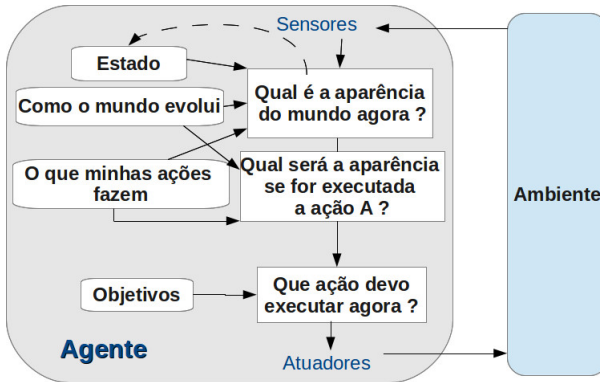 Sensores
Estado
Qual é a aparência
do mundo agora ?
Como o mundo evolui
Qual será a aparência
se for executada
a ação A ?
O que minhas ações
fazem
Ambiente
Que ação devo
executar agora ?
Objetivos
Agente
Atuadores